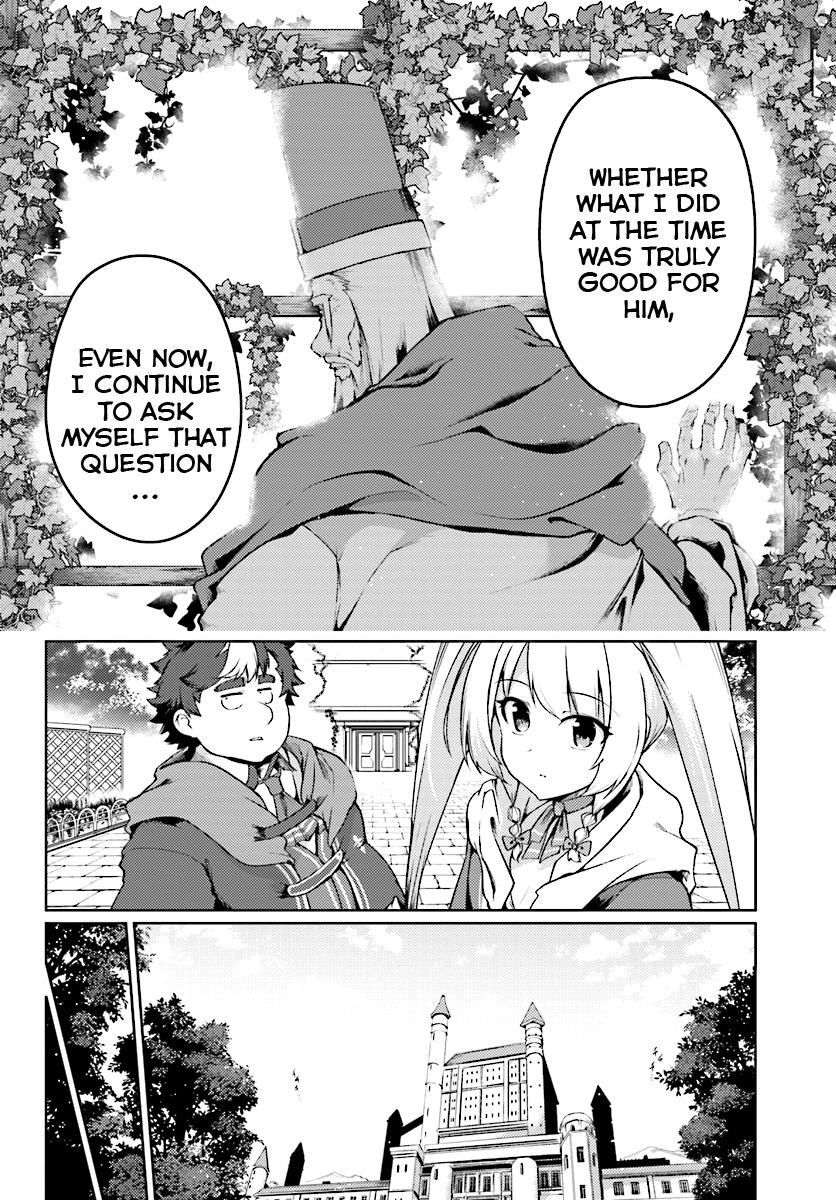 WHETHER
WHAT I DID
AT THE TIME
WAS TRULY
GOOD FOR
HIM,
EVEN NOW,
I CONTINUE
TO ASK
MYSELF THAT
QUESTION
...